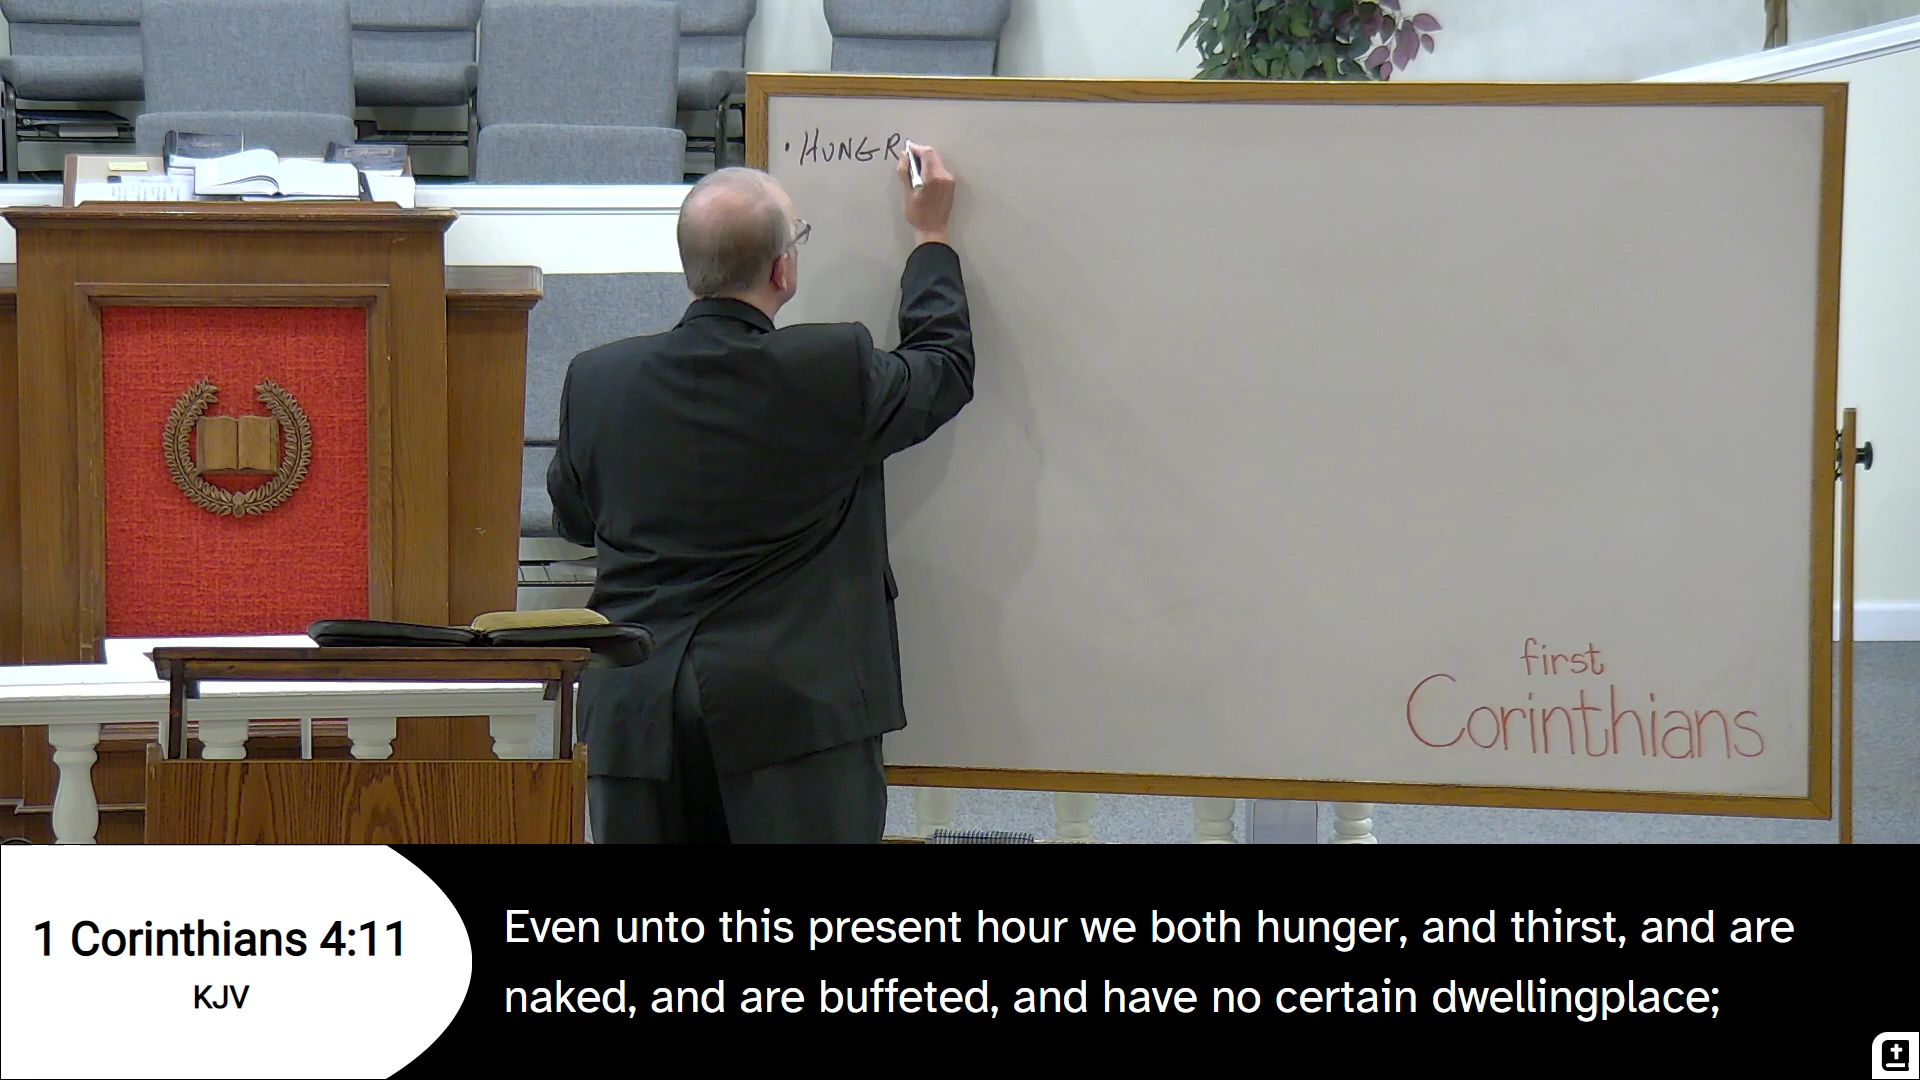 · HUNGR
first
Corinthians
1 Corinthians 4:11
KJV
Even unto this present hour we both hunger, and thirst, and are
naked, and are buffeted, and have no certain dwellingplace;